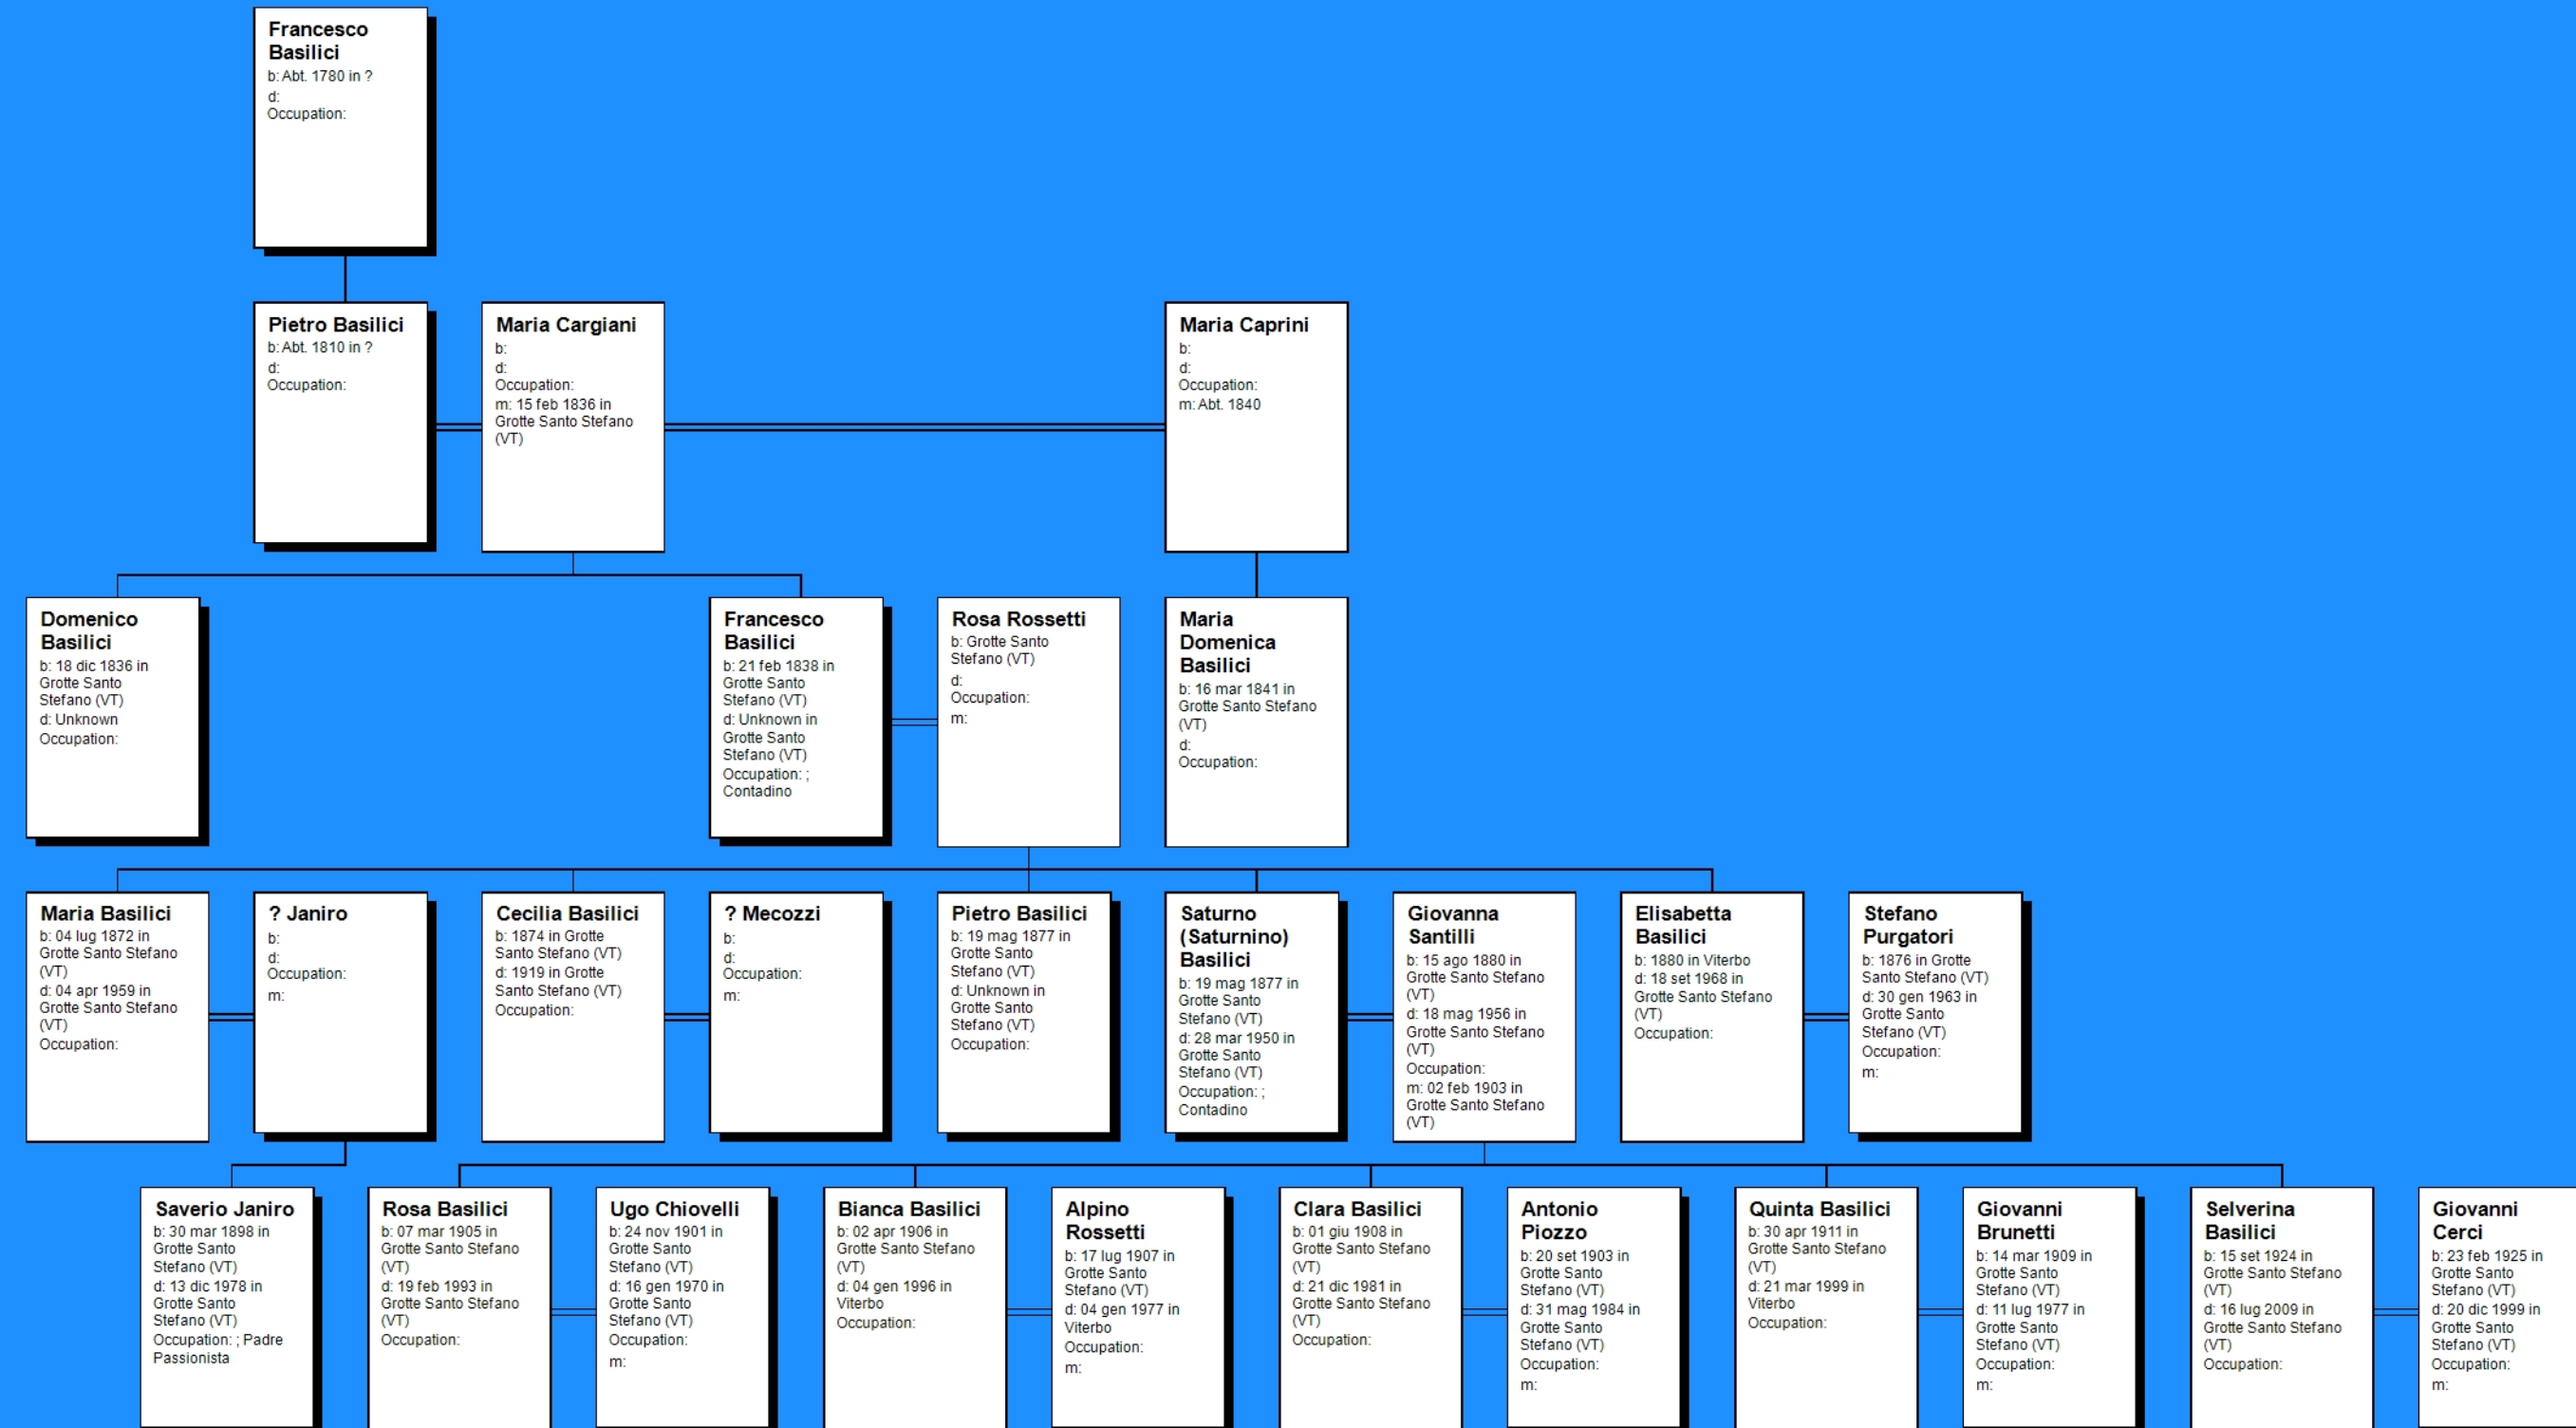 Francesco
Basilici
b: Abt. 1780 in ?
d:
Occupation:
Pietro Basilici
b: Abt. 1810 in ?
d:
Occupation:
Maria Cargiani
b:
d:
Occupation:
m: 15 feb 1836 in
Grotte Santo Stefano
(VT)
Maria Caprini
b:
d:
Occupation:
m: Abt. 1840
Domenico
Basilici
b: 18 dic 1836 in
Grotte Santo
Stefano (VT)
d: Unknown
Occupation:
Francesco
Basilici
b: 21 feb 1838 in
Grotte Santo
Stefano (VT)
d: Unknown in
Grotte Santo
Stefano (VT)
Occupation: ;
Contadino
Rosa Rossetti
b: Grotte Santo
Stefano (VT)
d:
Occupation:
m:
Maria
Domenica
Basilici
b: 16 mar 1841 in
Grotte Santo Stefano
(VT)
d:
Occupation:
Maria Basilici
b: 04 lug 1872 in
Grotte Santo Stefano
(VT)
d: 04 apr 1959 in
Grotte Santo Stefano
(VT)
Occupation:
? Janiro
b:
d:
Occupation:
m:
Cecilia Basilici
b: 1874 in Grotte
Santo Stefano (VT)
d: 1919 in Grotte
Santo Stefano (VT)
Occupation:
? Mecozzi
b:
d:
Occupation:
m:
Pietro Basilici
b: 19 mag 1877 in
Grotte Santo
Stefano (VT)
d: Unknown in
Grotte Santo
Stefano (VT)
Occupation:
Saturno
(Saturnino)
Basilici
b: 19 mag 1877 in
Grotte Santo
Stefano (VT)
d: 28 mar 1950 in
Grotte Santo
Stefano (VT)
Occupation: ;
Contadino
Giovanna
Santilli
b: 15 ago 1880 in
Grotte Santo Stefano
(VT)
d: 18 mag 1956 in
Grotte Santo Stefano
(VT)
Occupation:
m: 02 feb 1903 in
Grotte Santo Stefano
(VT)
Elisabetta
Basilici
b: 1880 in Viterbo
d: 18 set 1968 in
Grotte Santo Stefano
(VT)
Occupation:
Stefano
Purgatori
b: 1876 in Grotte
Santo Stefano (VT)
d: 30 gen 1963 in
Grotte Santo
Stefano (VT)
Occupation:
m:
Saverio Janiro
b: 30 mar 1898 in
Grotte Santo
Stefano (VT)
d: 13 dic 1978 in
Grotte Santo
Stefano (VT)
Occupation: ; Padre
Passionista
Rosa Basilici
b: 07 mar 1905 in
Grotte Santo Stefano
(VT)
d: 19 feb 1993 in
Grotte Santo Stefano
(VT)
Occupation:
Ugo Chiovelli
b: 24 nov 1901 in
Grotte Santo
Stefano (VT)
d: 16 gen 1970 in
Grotte Santo
Stefano (VT)
Occupation:
m:
Bianca Basilici
b: 02 apr 1906 in
Grotte Santo Stefano
(VT)
d: 04 gen 1996 in
Viterbo
Occupation:
Alpino
Rossetti
b: 17 lug 1907 in
Grotte Santo
Stefano (VT)
d: 04 gen 1977 in
Viterbo
Occupation:
m:
Clara Basilici
b: 01 giu 1908 in
Grotte Santo Stefano
(VT)
d: 21 dic 1981 in
Grotte Santo Stefano
(VT)
Occupation:
Antonio
Piozzo
b: 20 set 1903 in
Grotte Santo
Stefano (VT)
d: 31 mag 1984 in
Grotte Santo
Stefano (VT)
Occupation:
m:
Quinta Basilici
b: 30 apr 1911 in
Grotte Santo Stefano
(VT)
d: 21 mar 1999 in
Viterbo
Occupation:
Giovanni
Brunetti
b: 14 mar 1909 in
Grotte Santo
Stefano (VT)
d: 11 lug 1977 in
Grotte Santo
Stefano (VT)
Occupation:
m:
Selverina
Basilici
b: 15 set 1924 in
Grotte Santo Stefano
(VT)
d: 16 lug 2009 in
Grotte Santo Stefano
(VT)
Occupation:
Giovanni
Cerci
b: 23 feb 1925 in
Grotte Santo
Stefano (VT)
d: 20 dic 1999 in
Grotte Santo
Stefano (VT)
Occupation:
m: